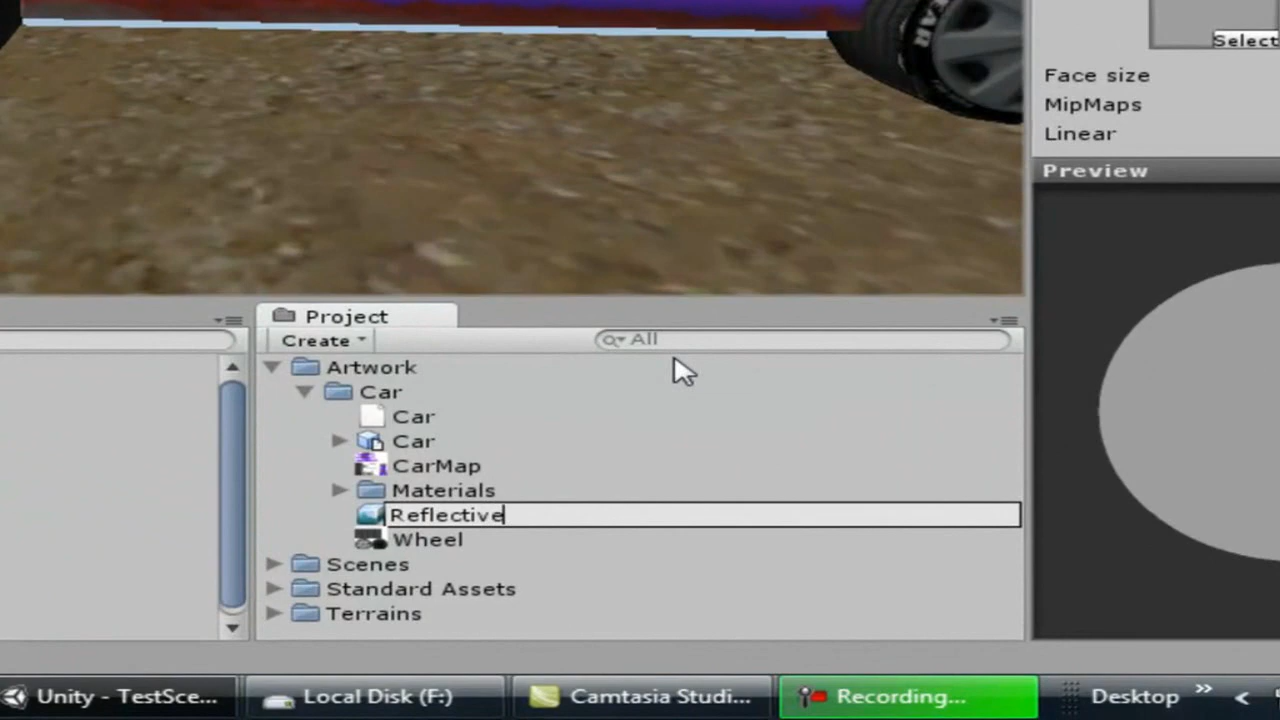 Select
Face size
MipMaps
Linear
Preview
Project
Create
All
Artwork
Car
Car
Car
CarMap
Materials
Reflective
Wheel
Scenes
Standard Assets
Terrains
Unity - TestSce...
Local Disk (F:)
Camtasia Studi...
Recording...
Desktop